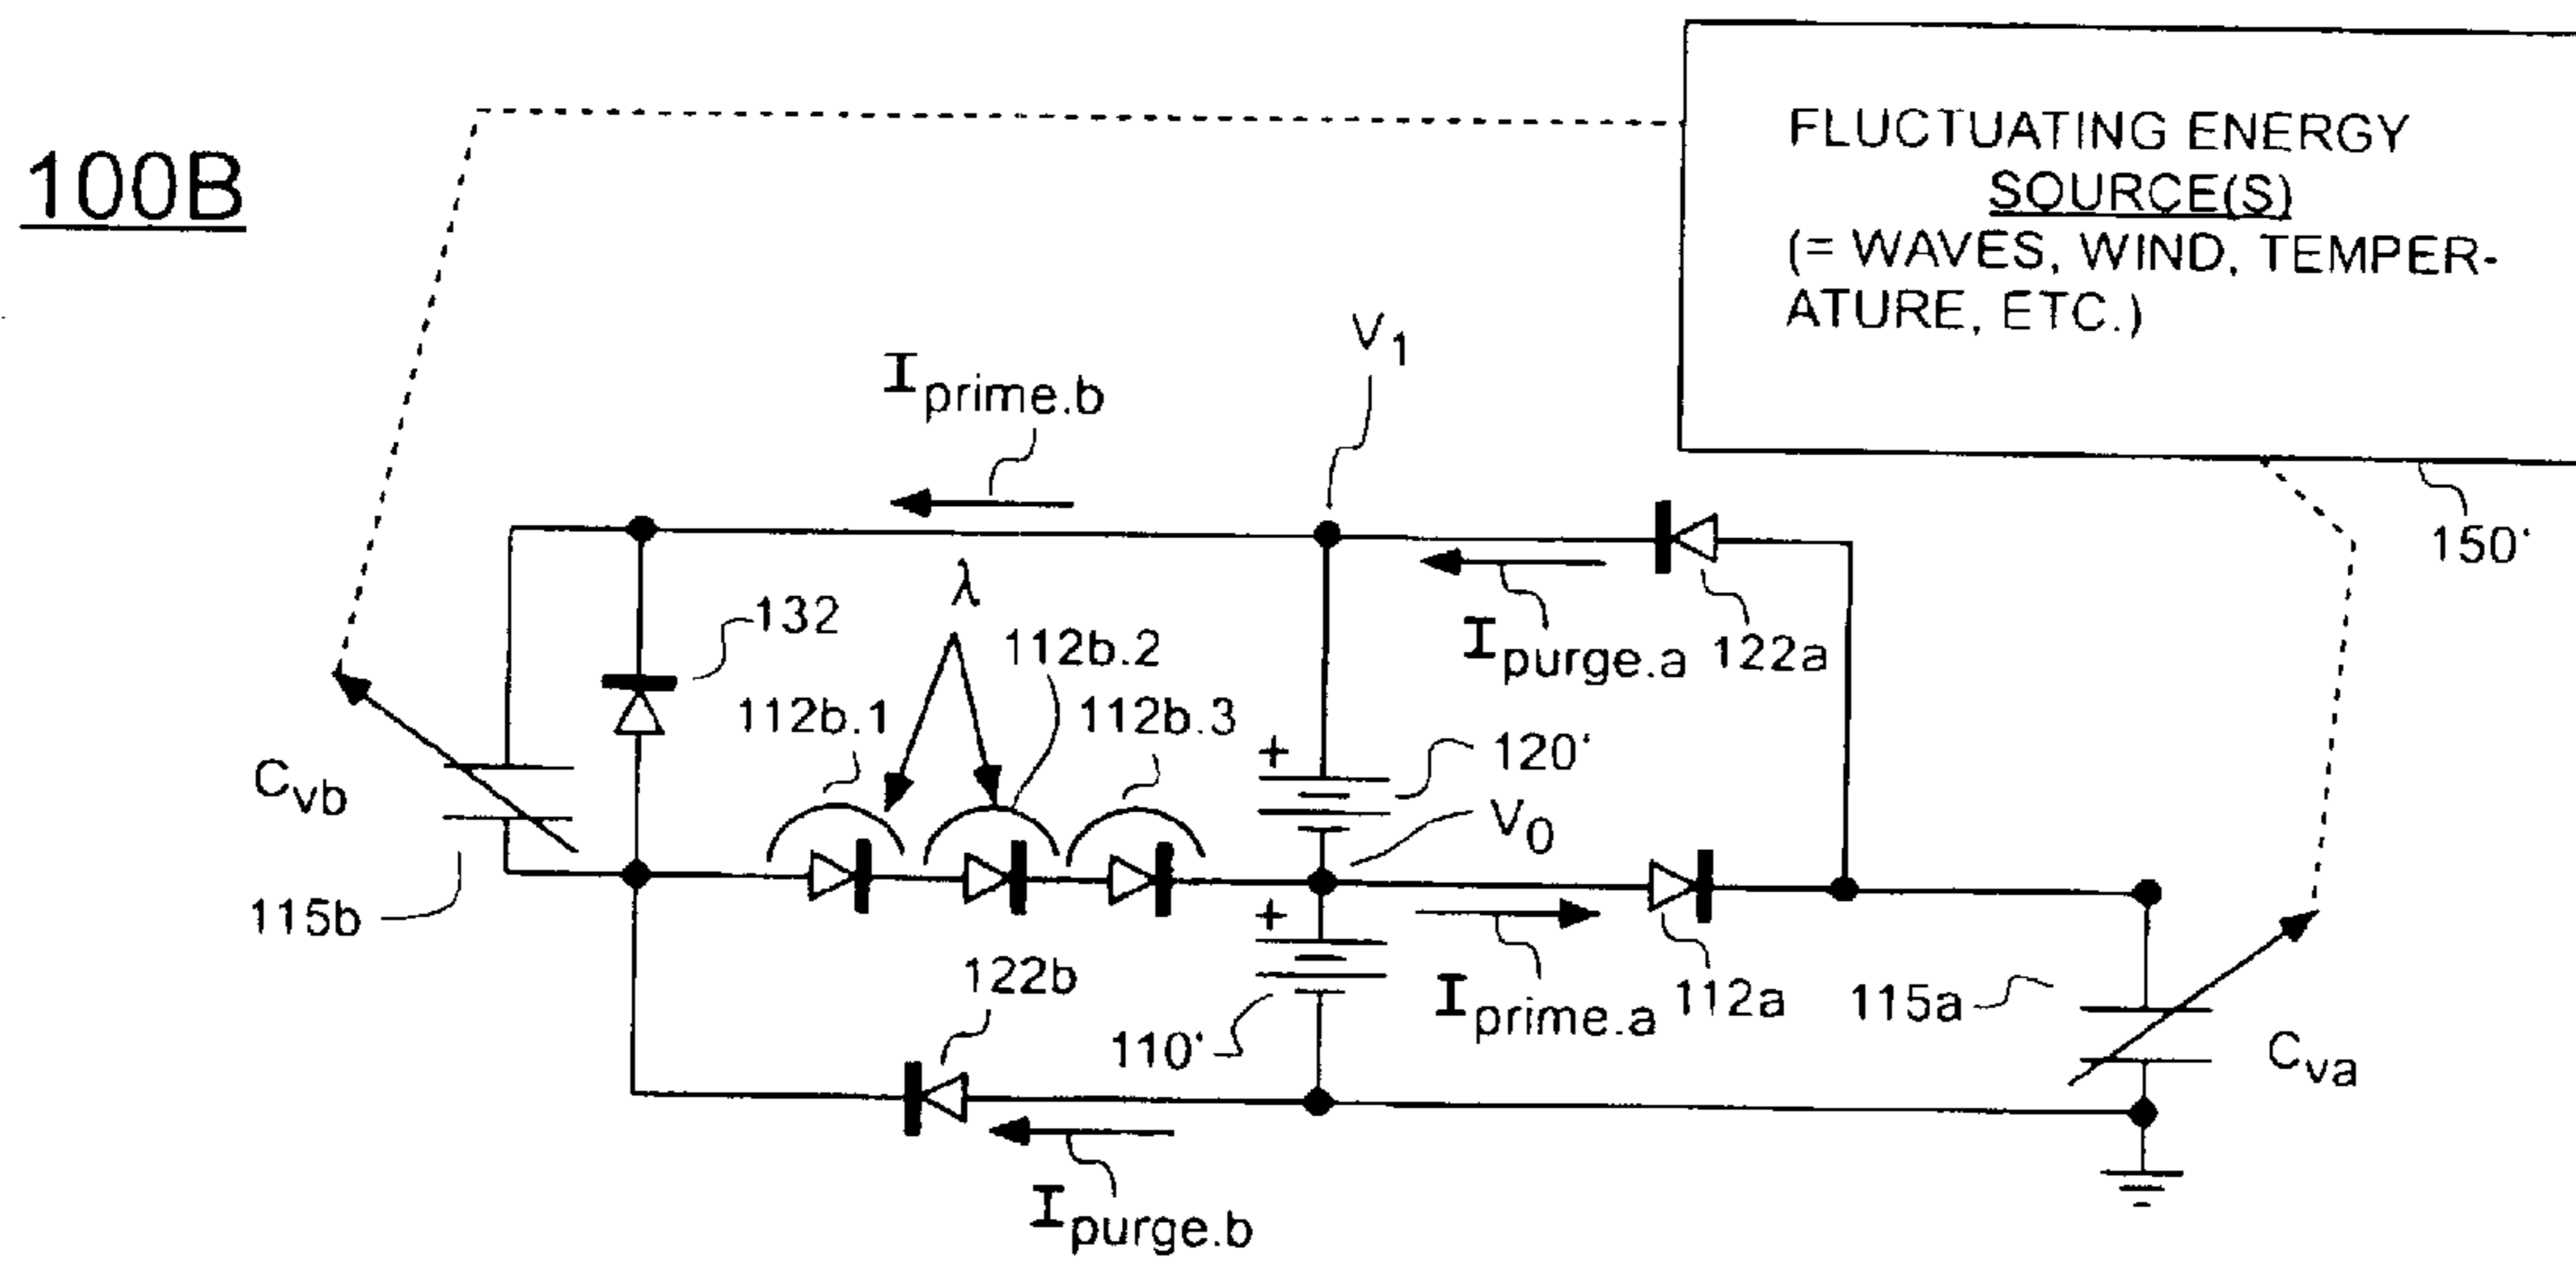 100B
FLUCTUATING ENERGY
SOURCE(S)
(= WAVES, WIND, TEMPER-
ATURE, ETC.)
150'
V1
Iprime.b
Ipurge.a
122a
132
λ
112b.2
112b.1
112b.3
+
120'
Cvb
V0
115b
+
122b
110'
Iprime.a
112a
115a
Cva
Ipurge.b